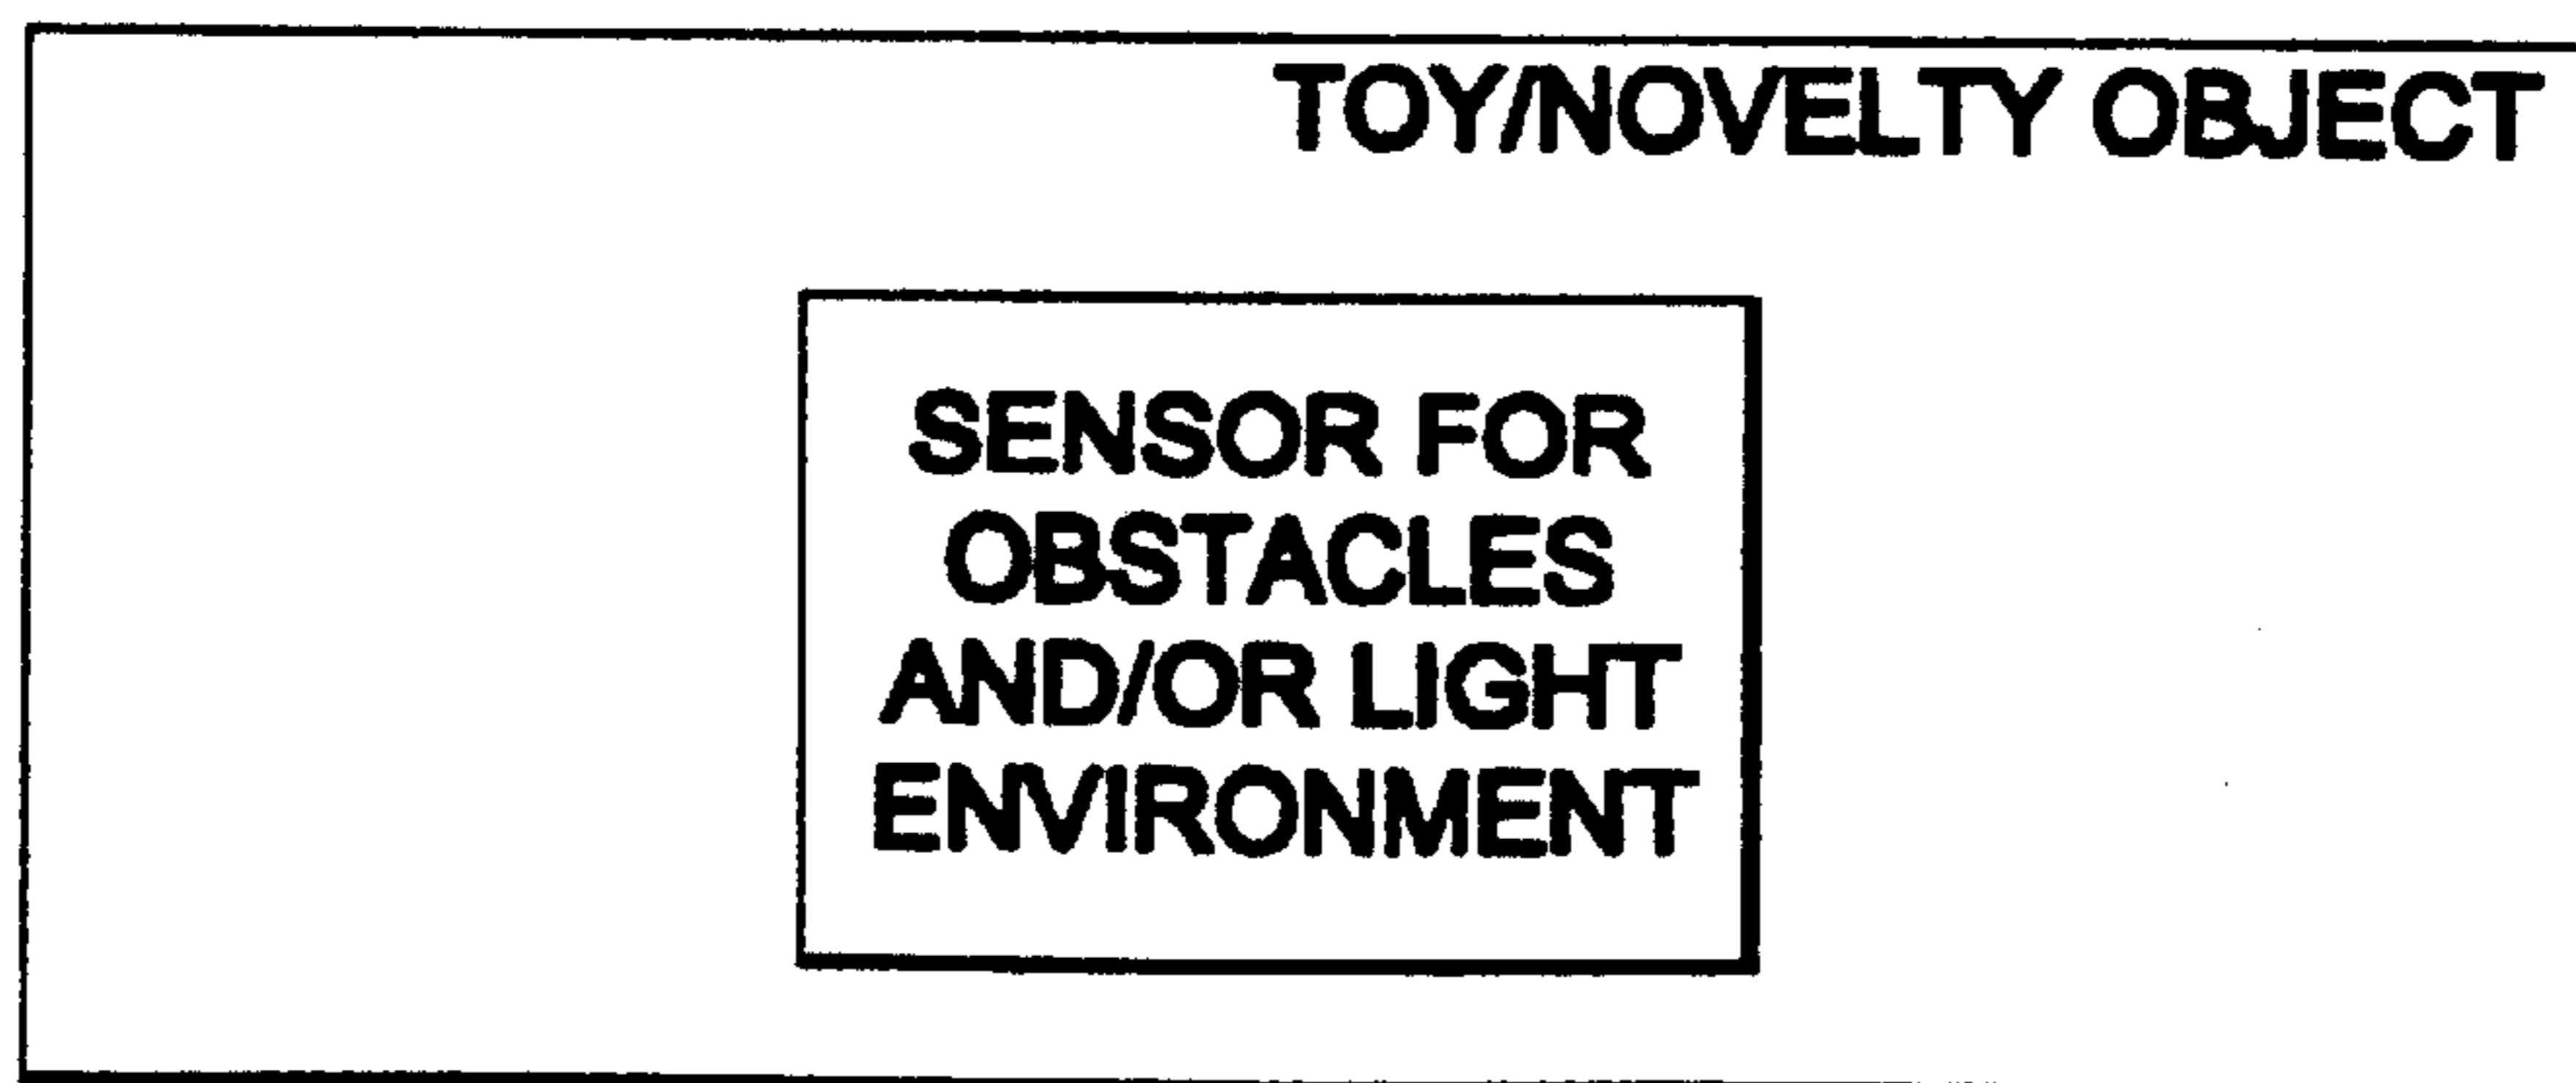 TOY/NOVELTY OBJECT
SENSOR FOR
OBSTACLES
AND/OR LIGHT
ENVIRONMENT